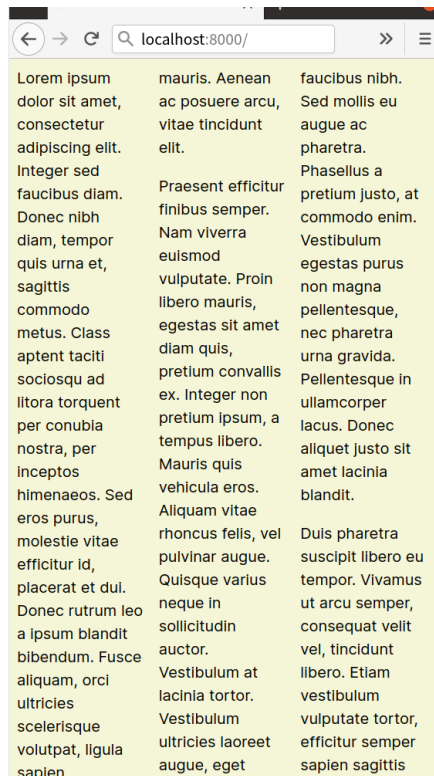 localhost:8000/
Lorem ipsum
dolor sit amet,
consectetur
adipiscing elit.
Integer sed
faucibus diam.
Donec nibh
diam, tempor
quis urna et,
sagittis
commodo
metus. Class
aptent taciti
sociosqu ad
litora torquent
per conubia
nostra, per
inceptos
himenaeos. Sed
eros purus,
molestie vitae
efficitur id,
placerat et dui.
Donec rutrum leo
a ipsum blandit
bibendum. Fusce
aliquam, orci
ultricies
scelerisque
volutpat, ligula
sapien
mauris. Aenean
ac posuere arcu,
vitae tincidunt
elit.
Praesent efficitur
finibus semper.
Nam viverra
euismod
vulputate. Proin
libero mauris,
egestas sit amet
diam quis,
pretium convallis
ex. Integer non
pretium ipsum, a
tempus libero.
Mauris quis
vehicula eros.
Aliquam vitae
rhoncus felis, vel
pulvinar augue.
Quisque varius
neque in
sollicitudin
auctor.
Vestibulum at
lacinia tortor.
Vestibulum
ultricies laoreet
augue, eget
faucibus nibh.
Sed mollis eu
augue ac
pharetra.
Phasellus a
pretium justo, at
commodo enim.
Vestibulum
egestas purus
non magna
pellentesque,
nec pharetra
urna gravida.
Pellentesque in
ullamcorper
lacus. Donec
aliquet justo sit
amet lacinia
blandit.
Duis pharetra
suscipit libero eu
tempor. Vivamus
ut arcu semper,
consequat velit
vel, tincidunt
libero. Etiam
vestibulum
vulputate tortor,
efficitur semper
sapien sagittis